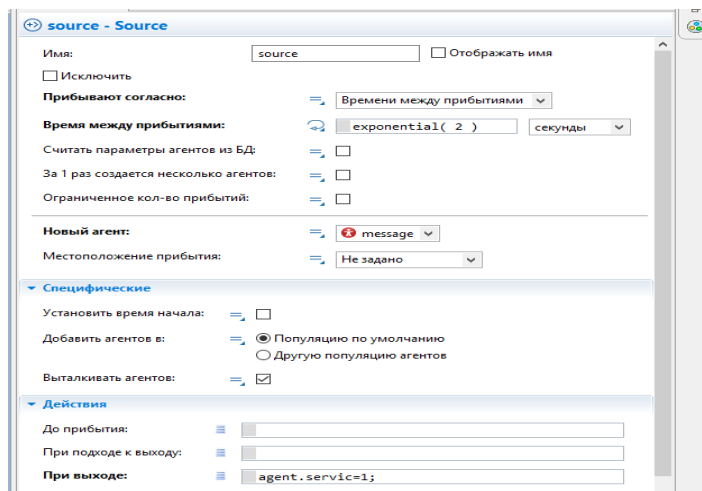 source - Source
Имя: source Отображать имя
Исключить
Прибывают согласно: Времени между прибытиями
Время между прибытиями: exponential( 2 ) секунды
Считать параметры агентов из БД:
За 1 раз создается несколько агентов:
Ограниченное кол-во прибытий:
Новый агент: message
Местоположение прибытия: Не задано
Специфические
Установить время начала:
Добавить агентов в: Популяцию по умолчанию
Другую популяцию агентов
Выталкивать агентов:
Действия
До прибытия:
При подходе к выходу:
При выходе: agent.servic=1;